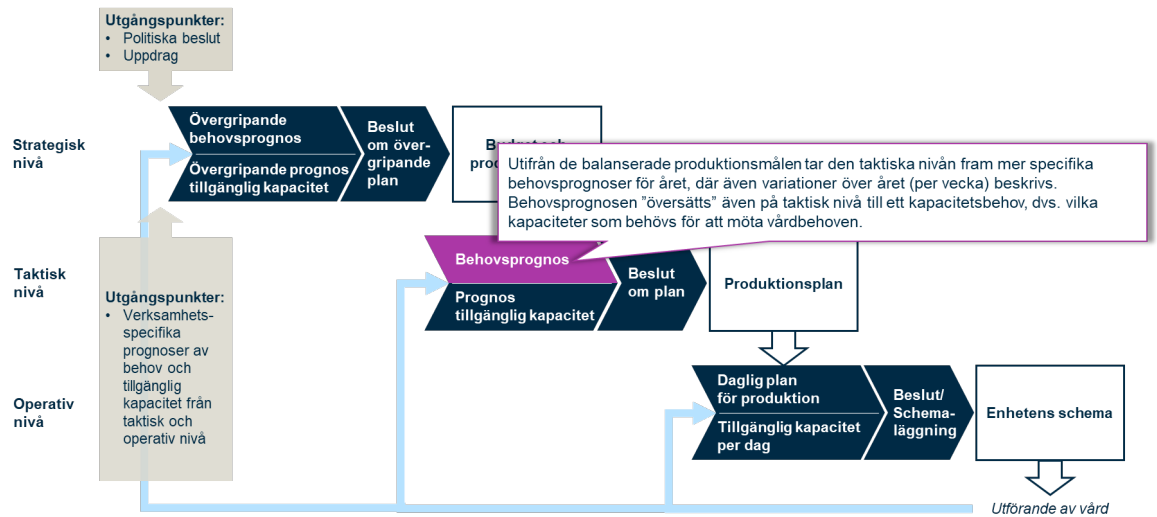 Utgångspunkter:
• Politiska beslut
• Uppdrag
Strategisk
nivå
Övergripande
behovsprognos
Övergripande prognos
tillgänglig kapacitet
Beslut
om över-
gripande
plan
Utifrån de balanserade produktionsmålen tar den taktiska nivån fram mer specifika
behovsprognoser för året, där även variationer över året (per vecka) beskrivs.
Behovsprognosen ”översätts” även på taktisk nivå till ett kapacitetsbehov, dvs. vilka
kapaciteter som behövs för att möta vårdbehoven.
Taktisk
nivå
Behovsprognos
Prognos
tillgänglig kapacitet
Beslut
om plan
Produktionsplan
Utgångspunkter:
• Verksamhets-
specifika
prognoser av
behov och
tillgänglig
kapacitet från
taktisk och
operativ nivå
Operativ
nivå
Daglig plan
för produktion
Tillgänglig kapacitet
per dag
Beslut/
Schema-
läggning
Enhetens schema
Utförande av vård